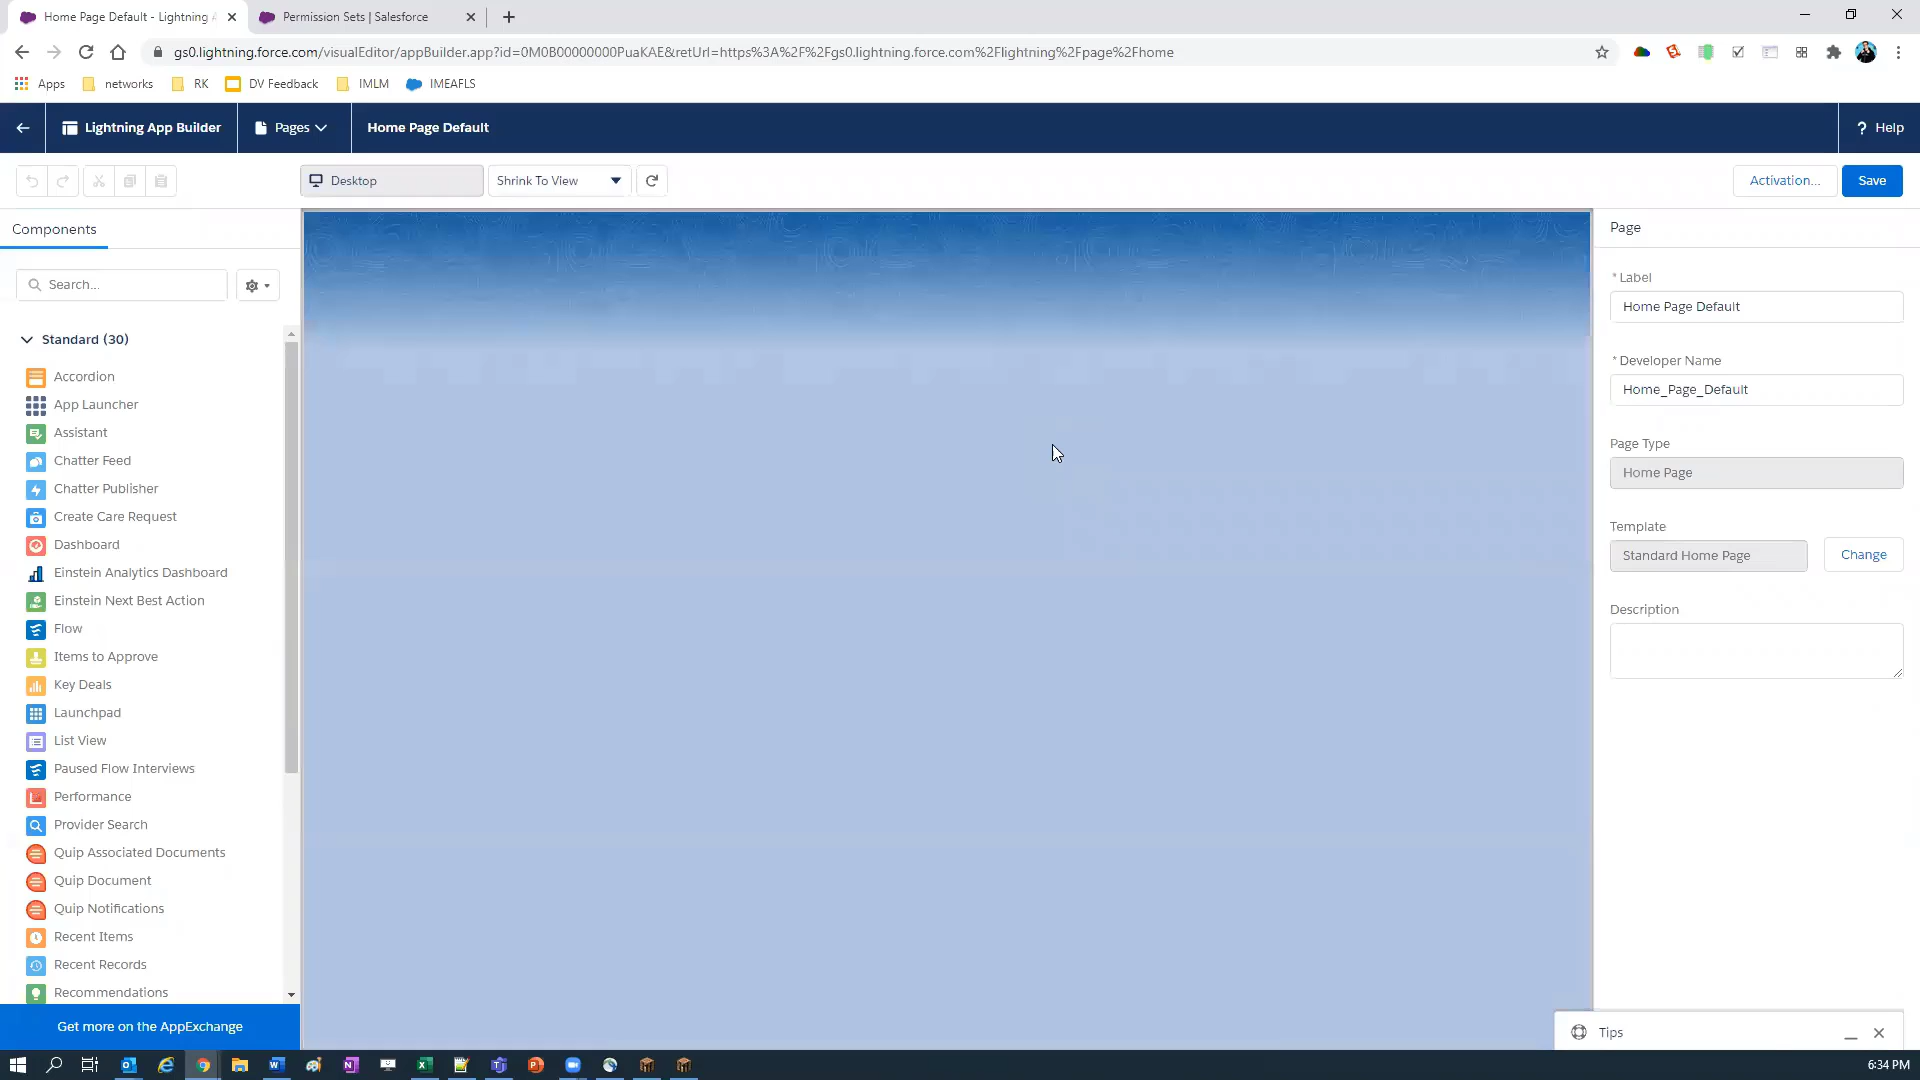 Home Page Default - Lightning A
Permission Sets | Salesforce
gs0.lightning.force.com/visualEditor/appBuilder.app?id=0M0B00000000PuaKAE&retUrl=https%3A%2F%2Fgs0.lightning.force.com%2Flightning%2Fpage%2Fhome
Apps networks RK DV Feedback IMLM IMEAFLS
Lightning App Builder Pages Home Page Default ? Help
Desktop Shrink To View Activation... Save
Components
Search...
Standard (30)
Accordion
App Launcher
Assistant
Chatter Feed
Chatter Publisher
Create Care Request
Dashboard
Einstein Analytics Dashboard
Einstein Next Best Action
Flow
Items to Approve
Key Deals
Launchpad
List View
Paused Flow Interviews
Performance
Provider Search
Quip Associated Documents
Quip Document
Quip Notifications
Recent Items
Recent Records
Recommendations
Get more on the AppExchange
Page
* Label
Home Page Default
* Developer Name
Home_Page_Default
Page Type
Home Page
Template
Standard Home Page Change
Description
Tips
6:34 PM